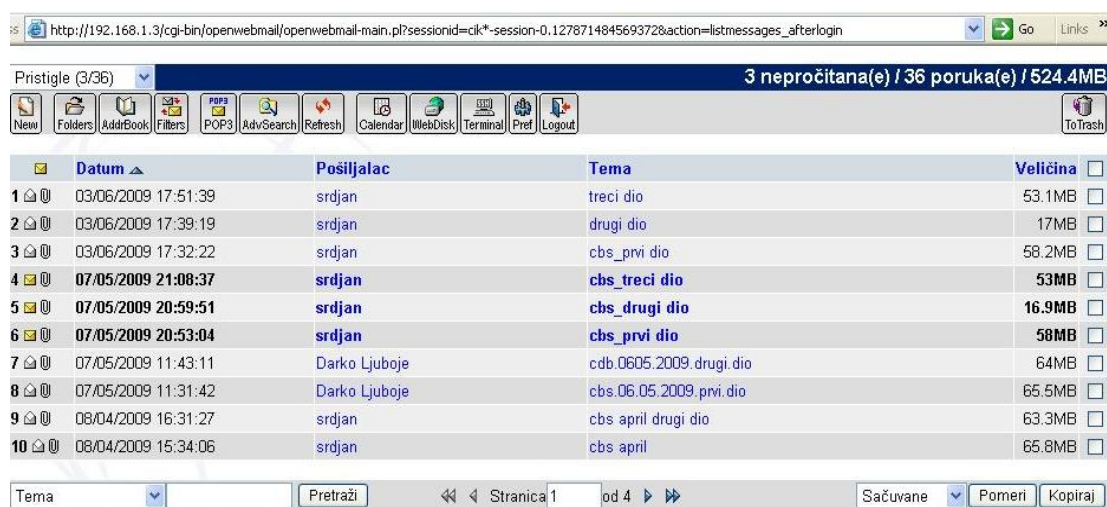 ss http://192.168.1.3/cgi-bin/openwebmail/openwebmail-main.pl?sessionid=cik*-session-0.127871484569372&action=listmessages_afterlogin Go Links »
Pristigle (3/36) 3 nepročitana(e) / 36 poruka(e) / 524.4MB
New Folders AddrBook Filters POP3 POP3 AdvSearch Refresh Calendar WebDisk Terminal Pref Logout ToTrash
Datum Pošiljalac Tema Veličina
1 03/06/2009 17:51:39 srdjan treci dio 53.1MB
2 03/06/2009 17:39:19 srdjan drugi dio 17MB
3 03/06/2009 17:32:22 srdjan cbs_prvi dio 58.2MB
4 07/05/2009 21:08:37 srdjan cbs_treci dio 53MB
5 07/05/2009 20:59:51 srdjan cbs_drugi dio 16.9MB
6 07/05/2009 20:53:04 srdjan cbs_prvi dio 58MB
7 07/05/2009 11:43:11 Darko Ljuboje cdb.0605.2009.drugi.dio 64MB
8 07/05/2009 11:31:42 Darko Ljuboje cbs.06.05.2009.prvi.dio 65.5MB
9 08/04/2009 16:31:27 srdjan cbs april drugi dio 63.3MB
10 08/04/2009 15:34:06 srdjan cbs april 65.8MB
Tema Pretraži Stranica 1 od 4 Sačuvane Pomeri Kopiraj